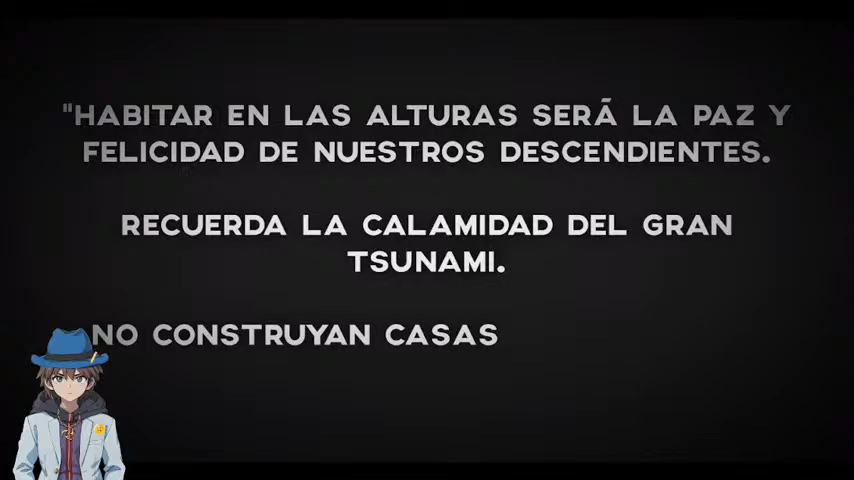 "HABITAR EN LAS ALTURAS SERÃ LA PAZ Y
FELICIDAD DE NUESTROS DESCENDIENTES.
RECUERDA LA CALAMIDAD DEL GRAN
TSUNAMI.
NO CONSTRUYAN CASAS